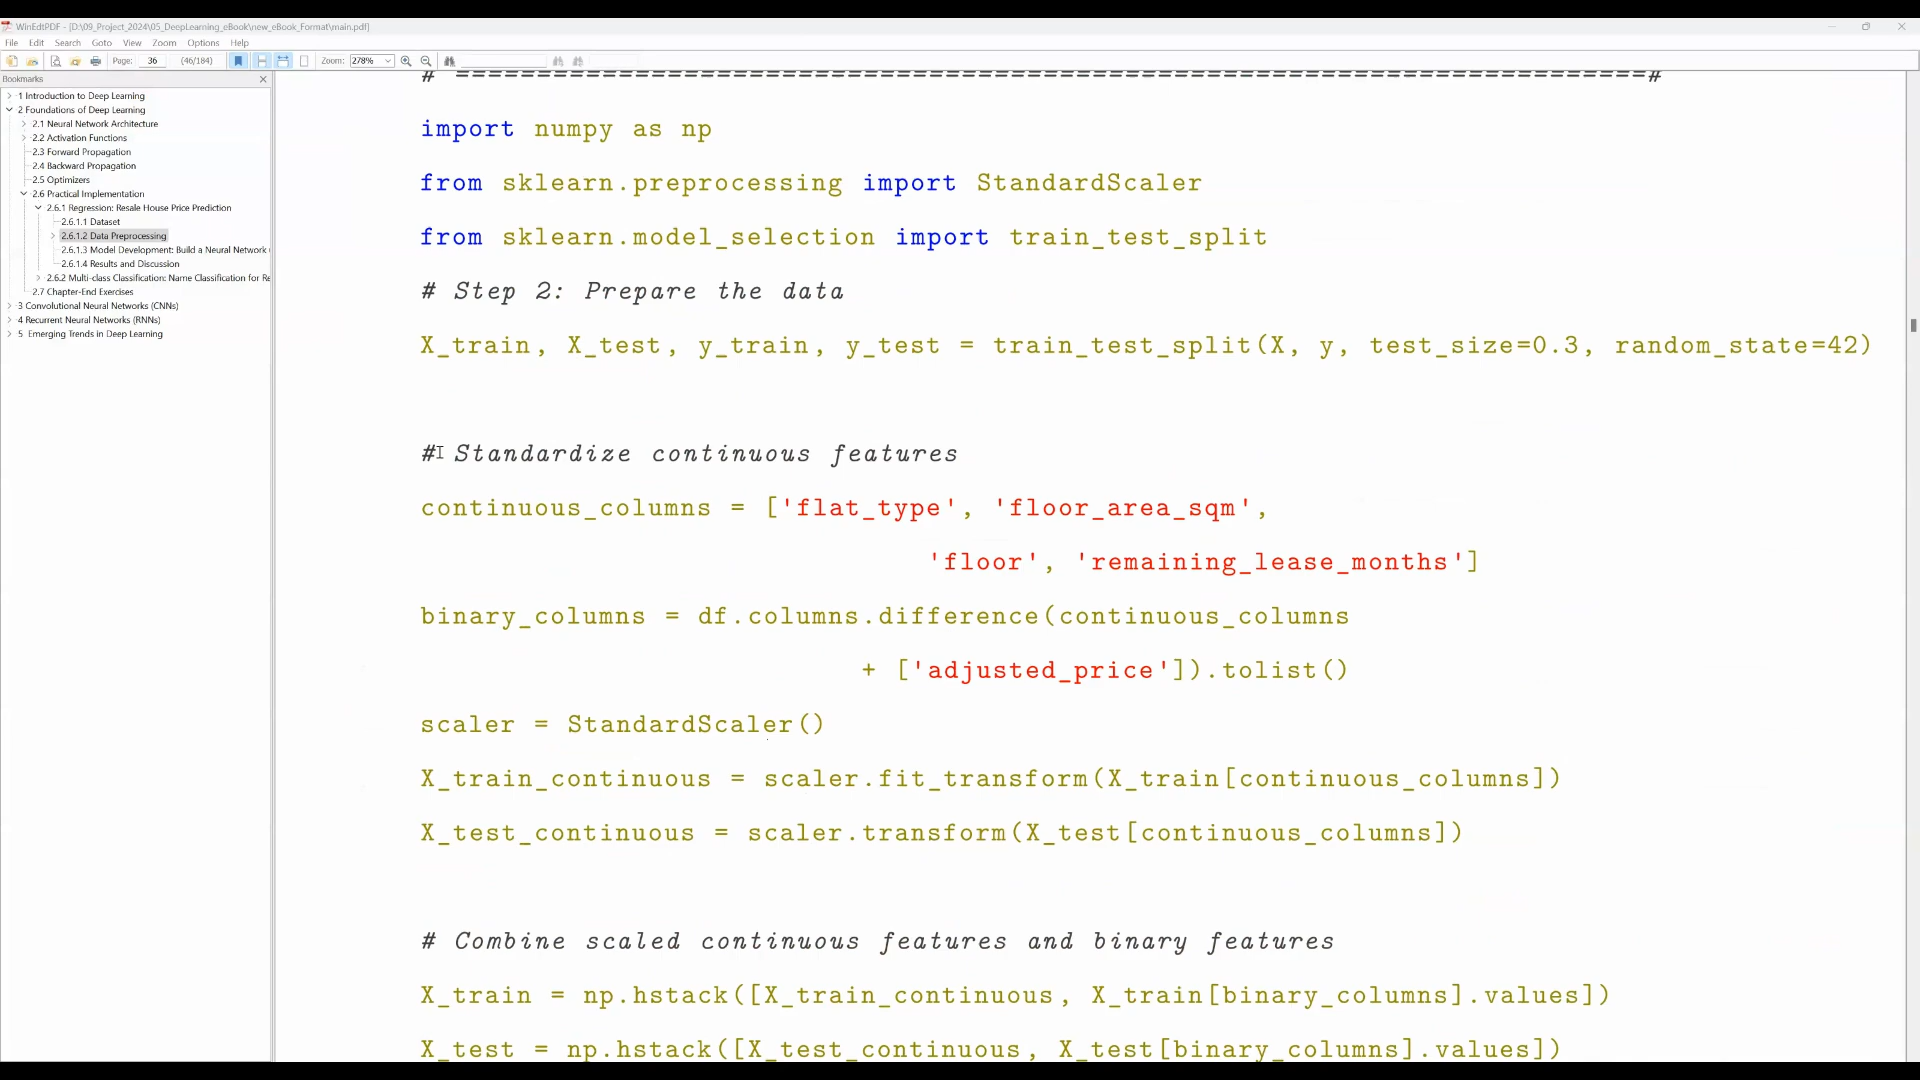 WinEdtPDF - [D:\09_Project_2024\05_DeepLearning_eBook\new_eBook_Format\main.pdf]
File Edit Search Goto View Zoom Options Help
Page: 36 (46/184) Zoom: 278%
Bookmarks
1 Introduction to Deep Learning
2 Foundations of Deep Learning
2.1 Neural Network Architecture
2.2 Activation Functions
2.3 Forward Propagation
2.4 Backward Propagation
2.5 Optimizers
2.6 Practical Implementation
2.6.1 Regression: Resale House Price Prediction
2.6.1.1 Dataset
2.6.1.2 Data Preprocessing
2.6.1.3 Model Development: Build a Neural Network
2.6.1.4 Results and Discussion
2.6.2 Multi-class Classification: Name Classification for Re
2.7 Chapter-End Exercises
3 Convolutional Neural Networks (CNNs)
4 Recurrent Neural Networks (RNNs)
5 Emerging Trends in Deep Learning
# =========================================================================#
import numpy as np
from sklearn.preprocessing import StandardScaler
from sklearn.model_selection import train_test_split
# Step 2: Prepare the data
X_train, X_test, y_train, y_test = train_test_split(X, y, test_size=0.3, random_state=42)
# Standardize continuous features
continuous_columns = ['flat_type', 'floor_area_sqm',
'floor', 'remaining_lease_months']
binary_columns = df.columns.difference(continuous_columns
+ ['adjusted_price']).tolist()
scaler = StandardScaler()
X_train_continuous = scaler.fit_transform(X_train[continuous_columns])
X_test_continuous = scaler.transform(X_test[continuous_columns])
# Combine scaled continuous features and binary features
X_train = np.hstack([X_train_continuous, X_train[binary_columns].values])
X_test = np.hstack([X_test_continuous, X_test[binary_columns].values])